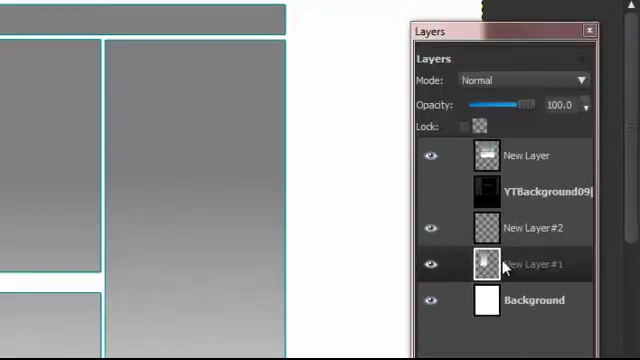 Layers
Layers
Mode: Normal
Opacity: 100.0
Lock:
New Layer
YTBackground09
New Layer#2
New Layer#1
Background